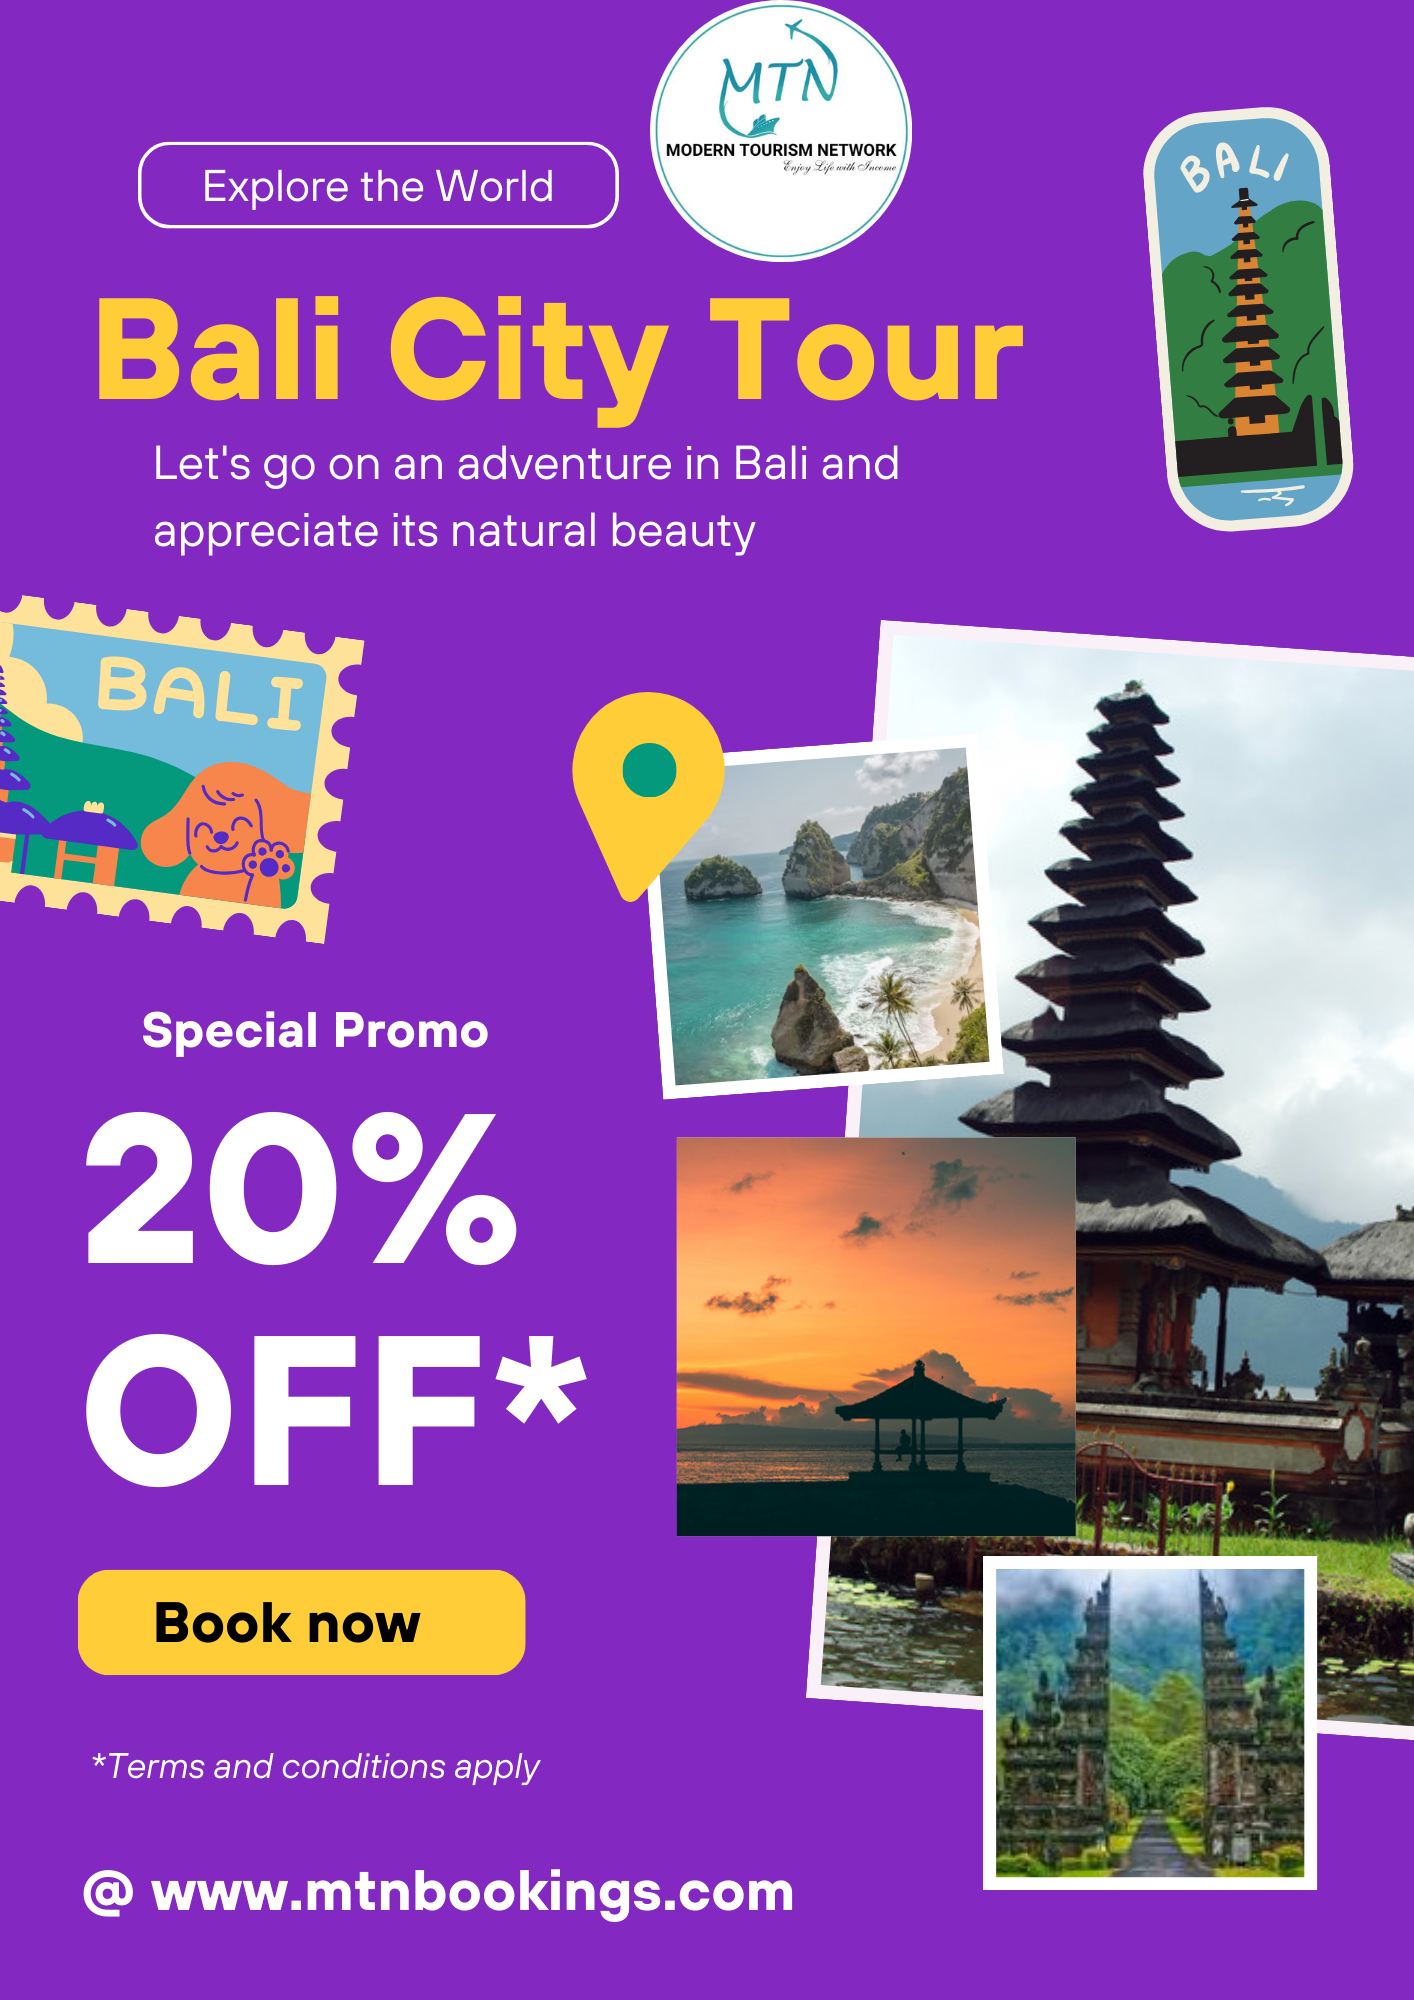 MTN
MODERN TOURISM NETWORK
Enjoy Life with Income
Explore the World
BALI
Bali City Tour
Let's go on an adventure in Bali and
appreciate its natural beauty
BALI
Special Promo
20%
OFF*
Book now
*Terms and conditions apply
@ www.mtnbookings.com